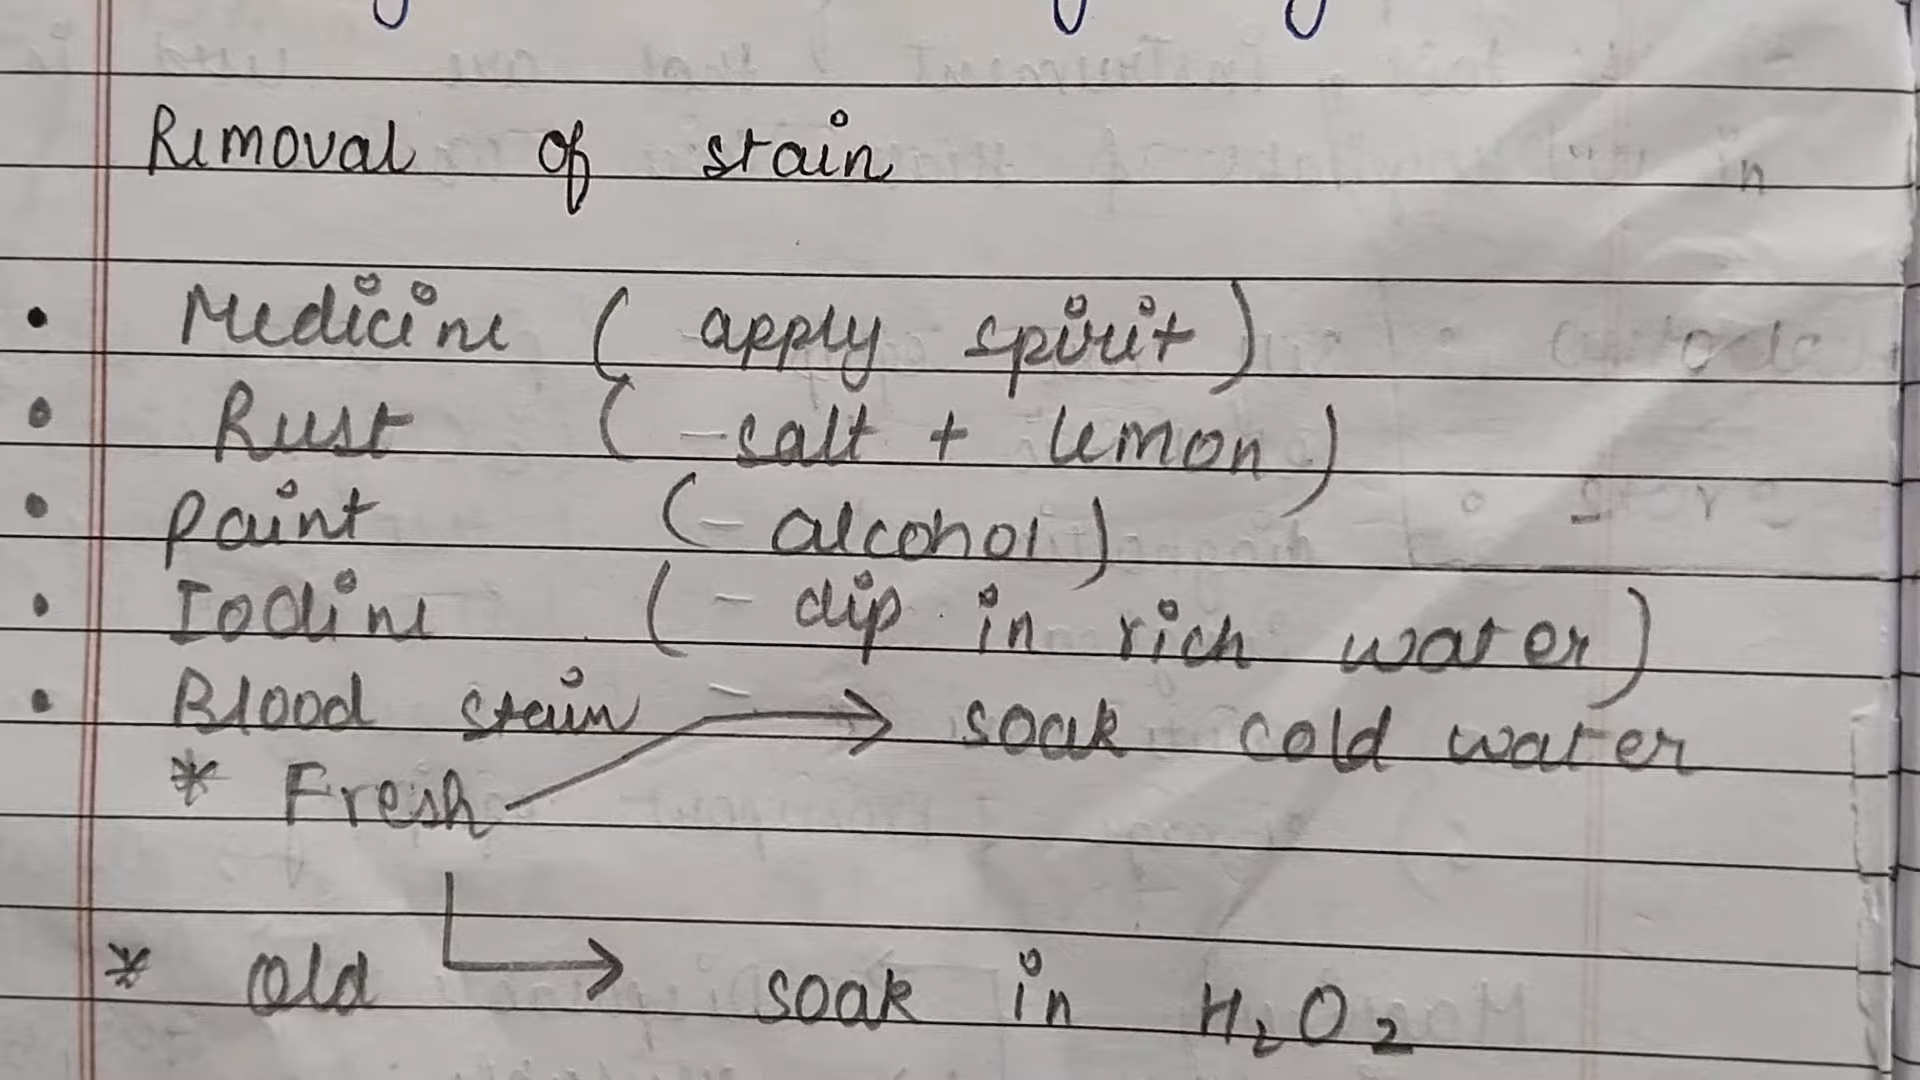 Removal of stain
• Medicine ( apply spirit )
• Rust ( - salt + lemon )
• paint ( - alcohol )
• Iodine ( - dip in rich water )
• Blood stain - → soak cold water
* Fresh
* old → soak in H₂O₂